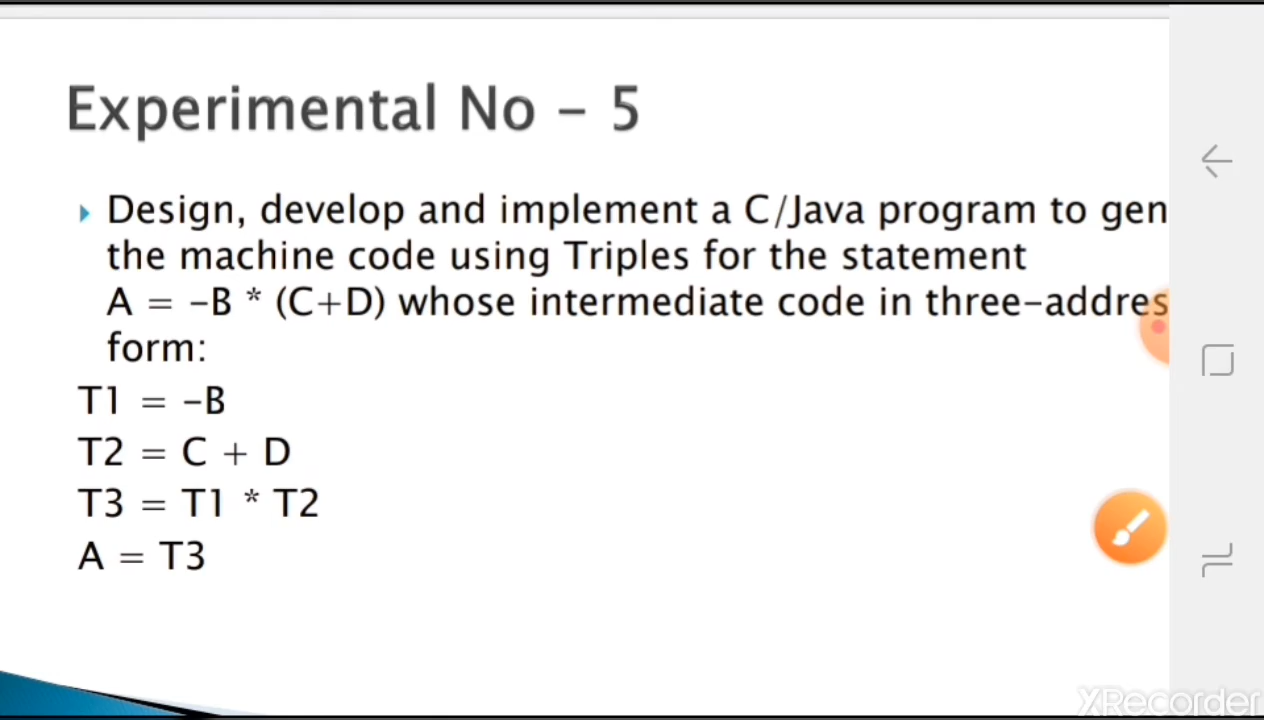 Experimental No – 5
Design, develop and implement a C/Java program to gen
the machine code using Triples for the statement
A = -B * (C+D) whose intermediate code in three-addres
form:
T1 = -B
T2 = C + D
T3 = T1 * T2
A = T3
XRecorder